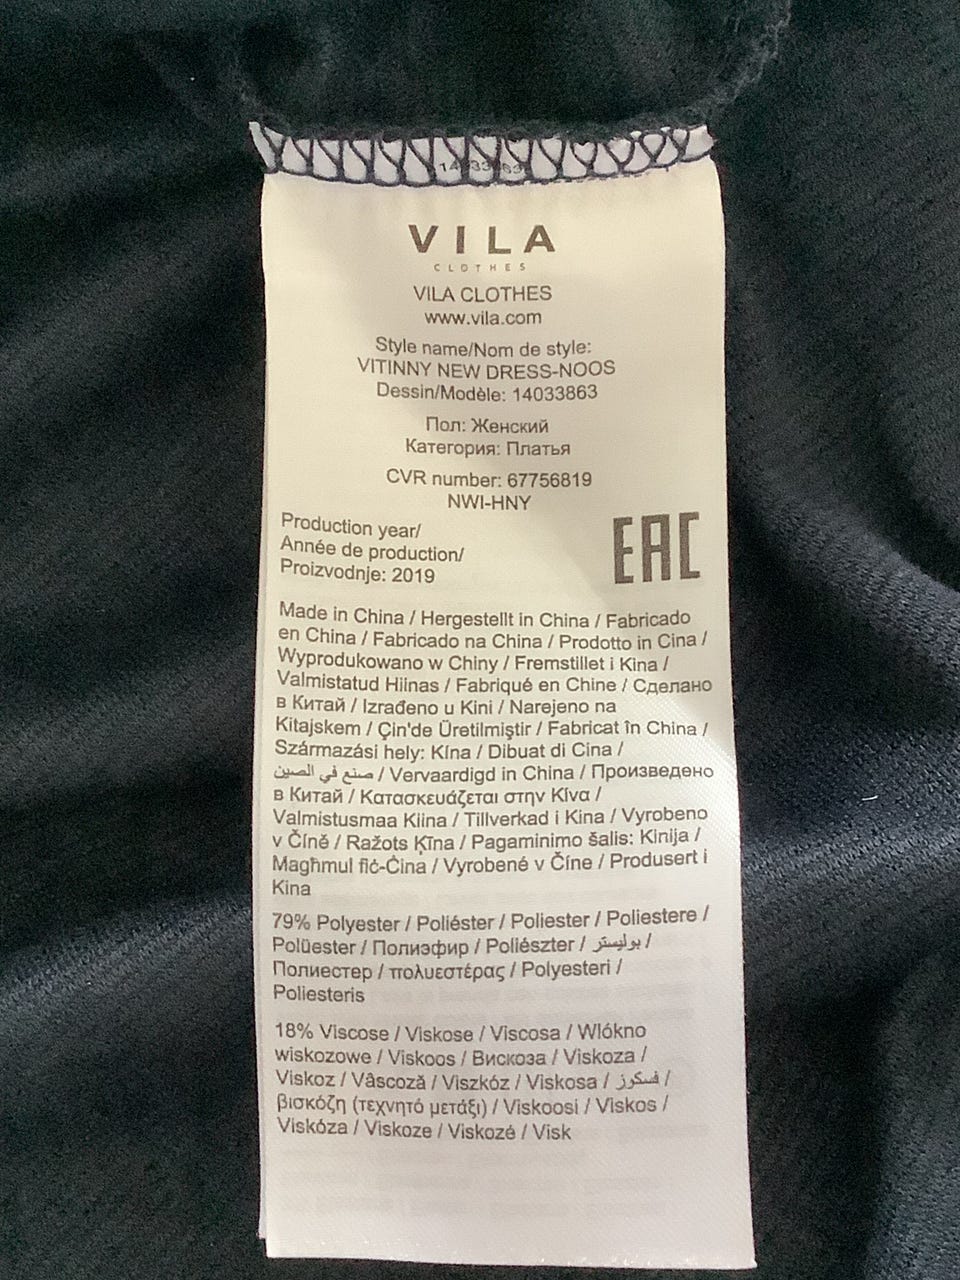 VILA
CLOTHES
VILA CLOTHES
www.vila.com
Style name/Nom de style:
VITINNY NEW DRESS-NOOS
Dessin/Modèle: 14033863
Пол: Женский
Категория: Платья
CVR number: 67756819
NWI-HNY
Production year/
Année de production/
Proizvodnje: 2019
EAC
Made in China / Hergestellt in China / Fabricado
en China / Fabricado na China / Prodotto in Cina /
Wyprodukowano w Chiny / Fremstillet i Kina /
Valmistatud Hiinas / Fabriqué en Chine / Сделано
в Китай / Izrađeno u Kini / Narejeno na
Kitajskem / Çin'de Üretilmiştir / Fabricat în China /
Származási hely: Kína / Dibuat di Cina /
صنع في الصين / Vervaardigd in China / Произведено
в Китай / Κατασκευάζεται στην Κίνα /
Valmistusmaa Kiina / Tillverkad i Kina / Vyrobeno
v Číně / Ražots Ķīna / Pagaminimo šalis: Kinija /
Magħmul fiċ-Ċina / Vyrobené v Číne / Produsert i
Kina
79% Polyester / Poliéster / Poliester / Poliestere /
Polüester / Полиэфир / Poliészter / بوليستر /
Полиестер / πολυεστέρας / Polyesteri /
Poliesteris
18% Viscose / Viskose / Viscosa / Wlókno
wiskozowe / Viskoos / Вискоза / Viskoza /
Viskoz / Vâscoză / Viszkóz / Viskosa / فسكوز /
βισκόζη (τεχνητό μετάξι) / Viskoosi / Viskos /
Viskóza / Viskoze / Viskozé / Visk